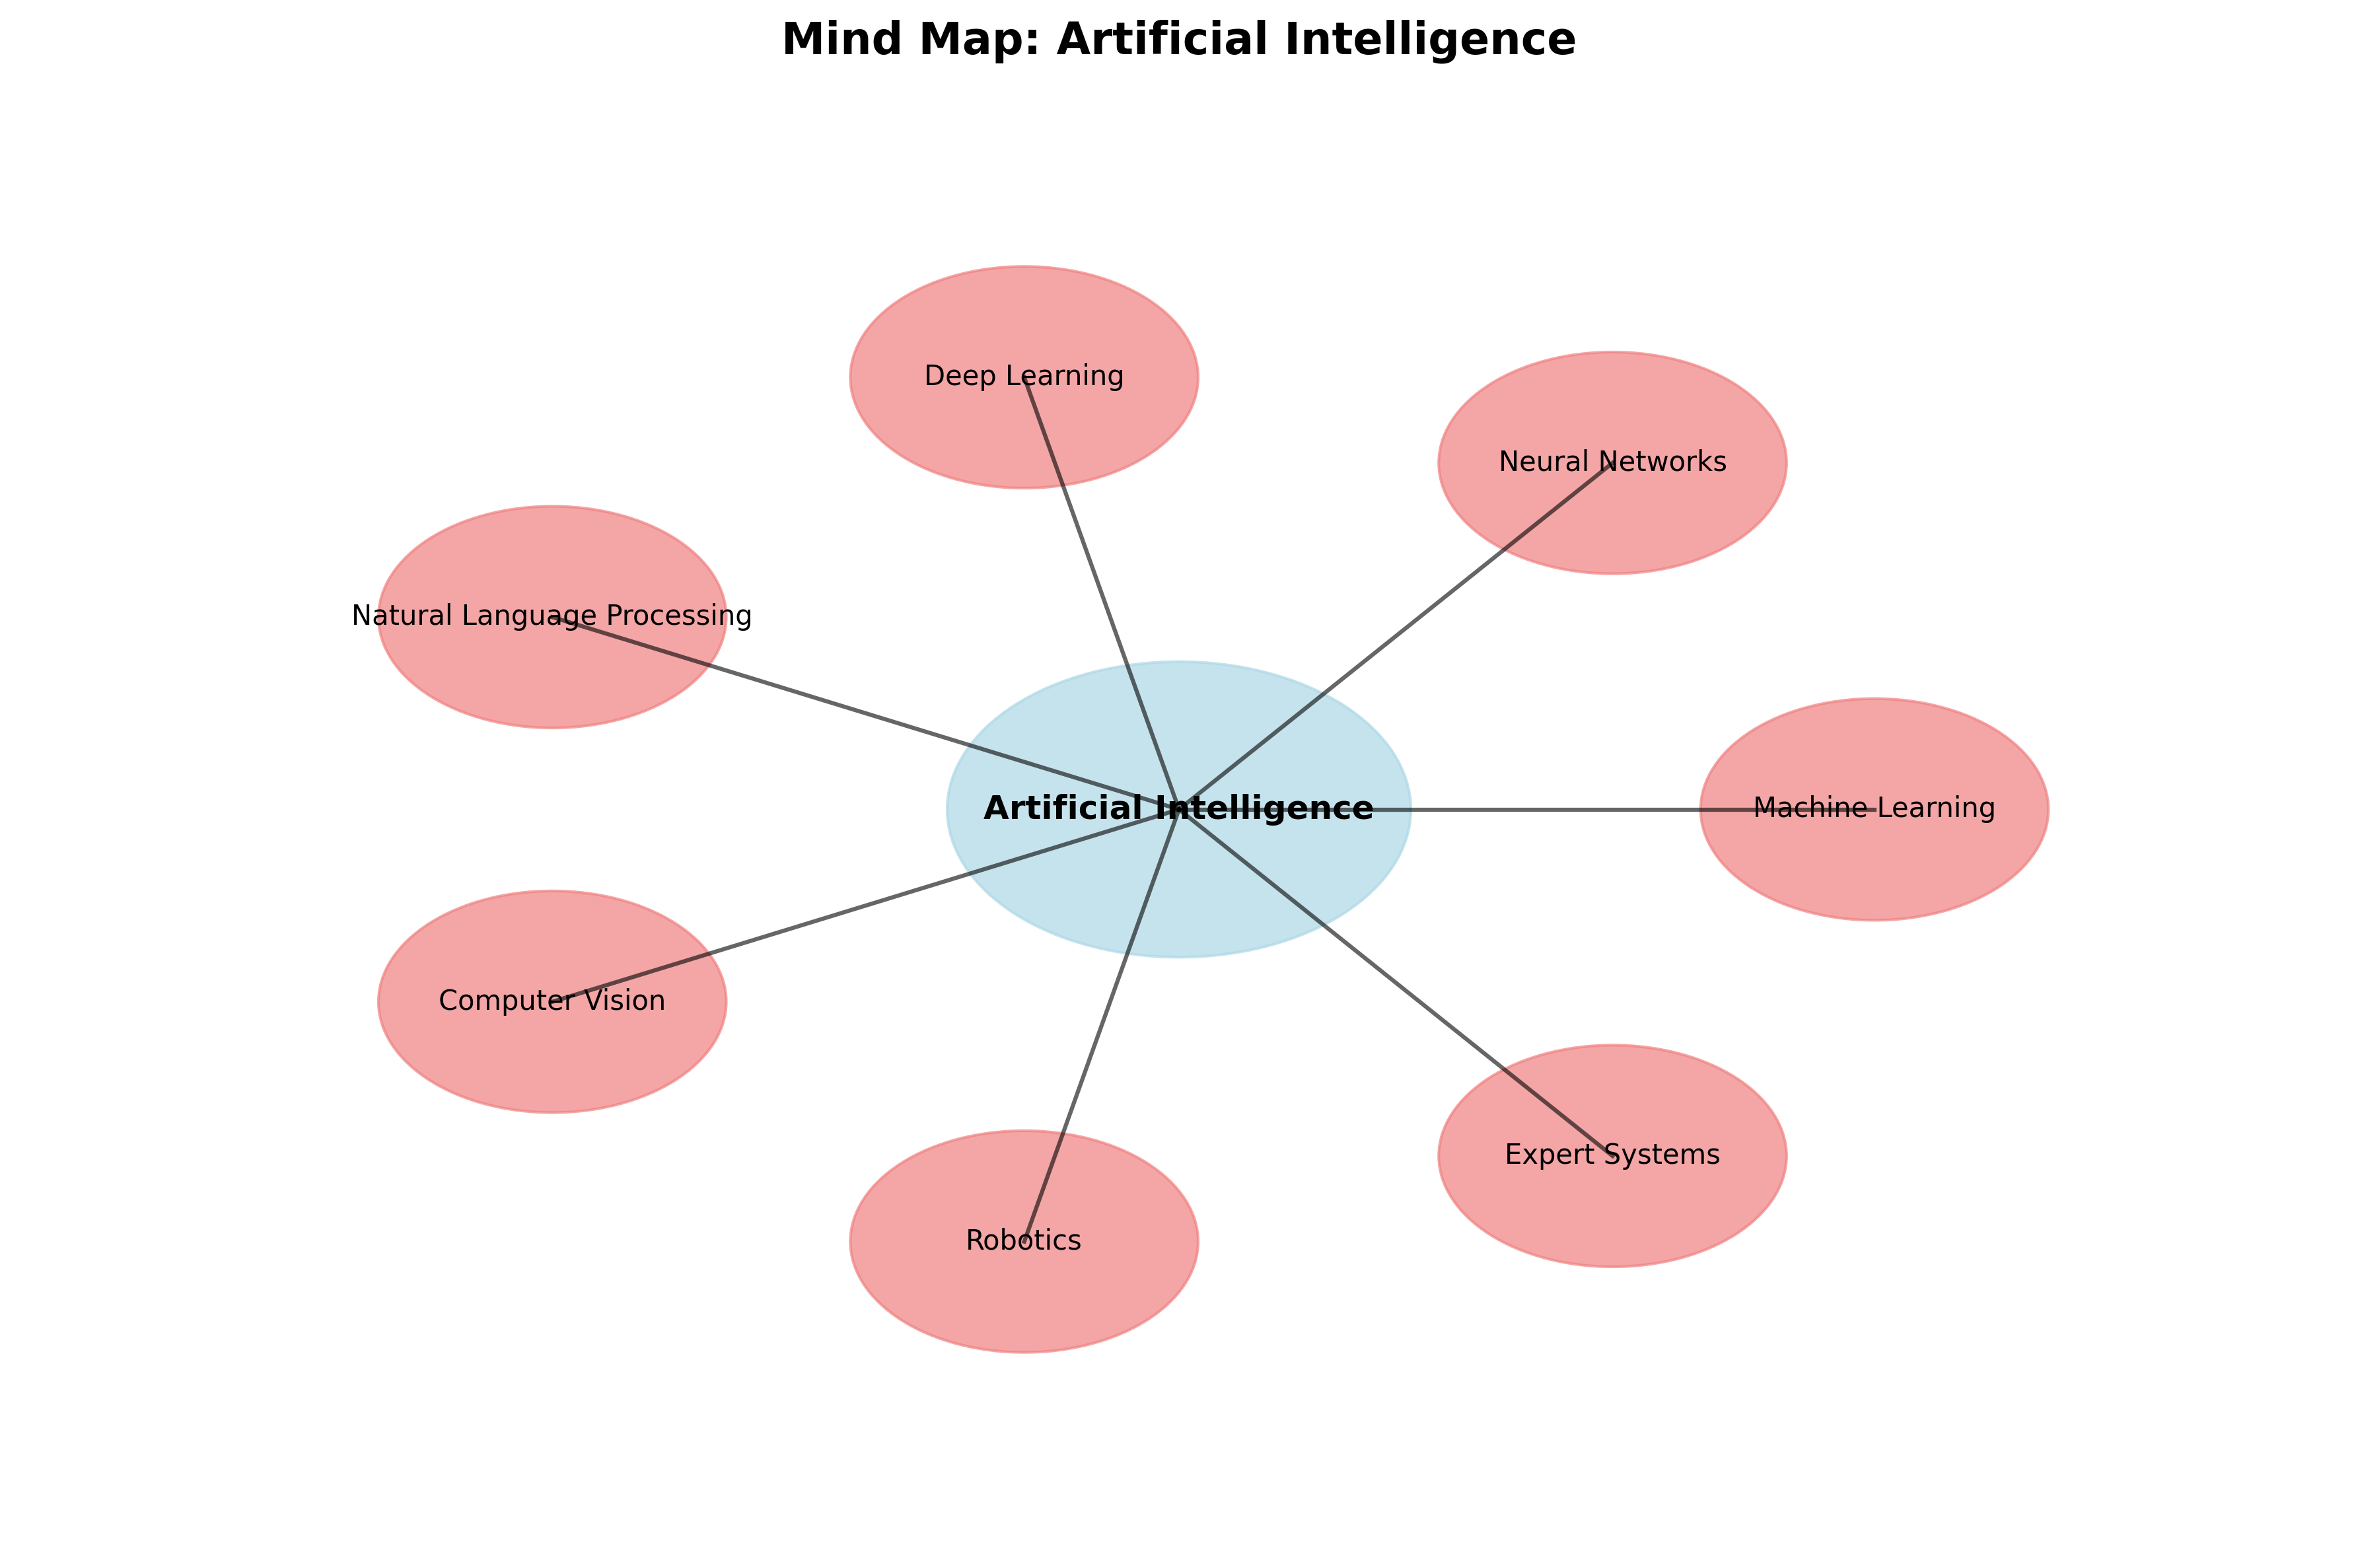 Mind Map: Artificial Intelligence
Deep Learning
Neural Networks
Natural Language Processing
Artificial Intelligence
Machine Learning
Computer Vision
Expert Systems
Robotics